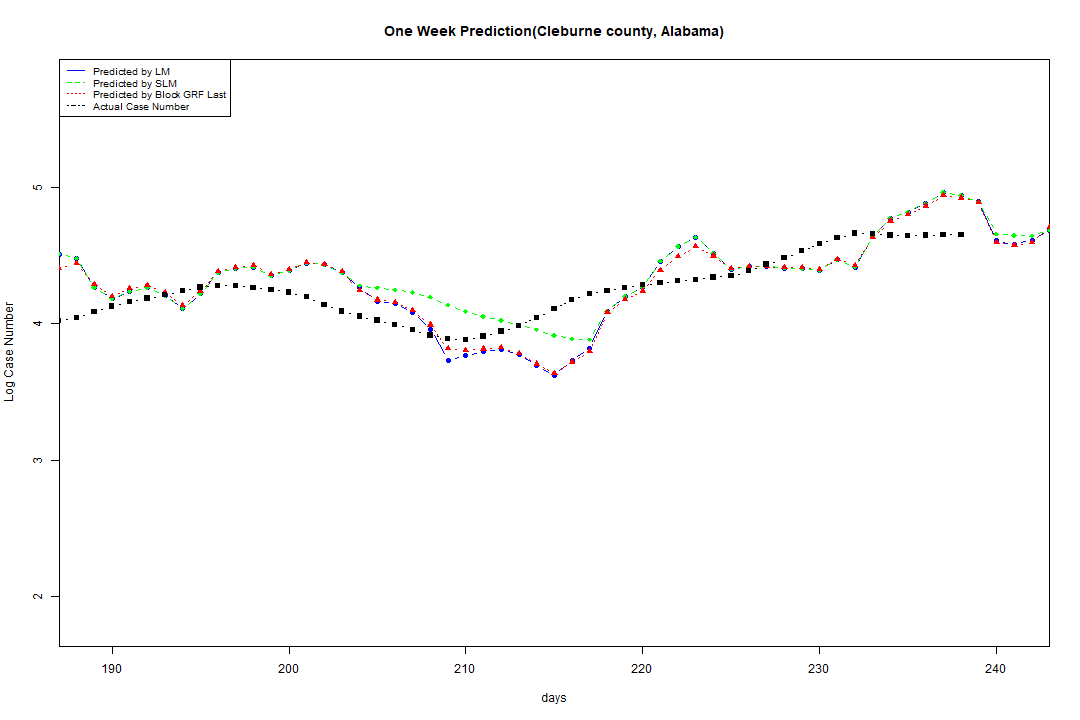 One Week Prediction(Cleburne county, Alabama)
Predicted by LM
Predicted by SLM
Predicted by Block GRF Last
Actual Case Number
5
4
3
2
Log Case Number
190 200 210 220 230 240
days